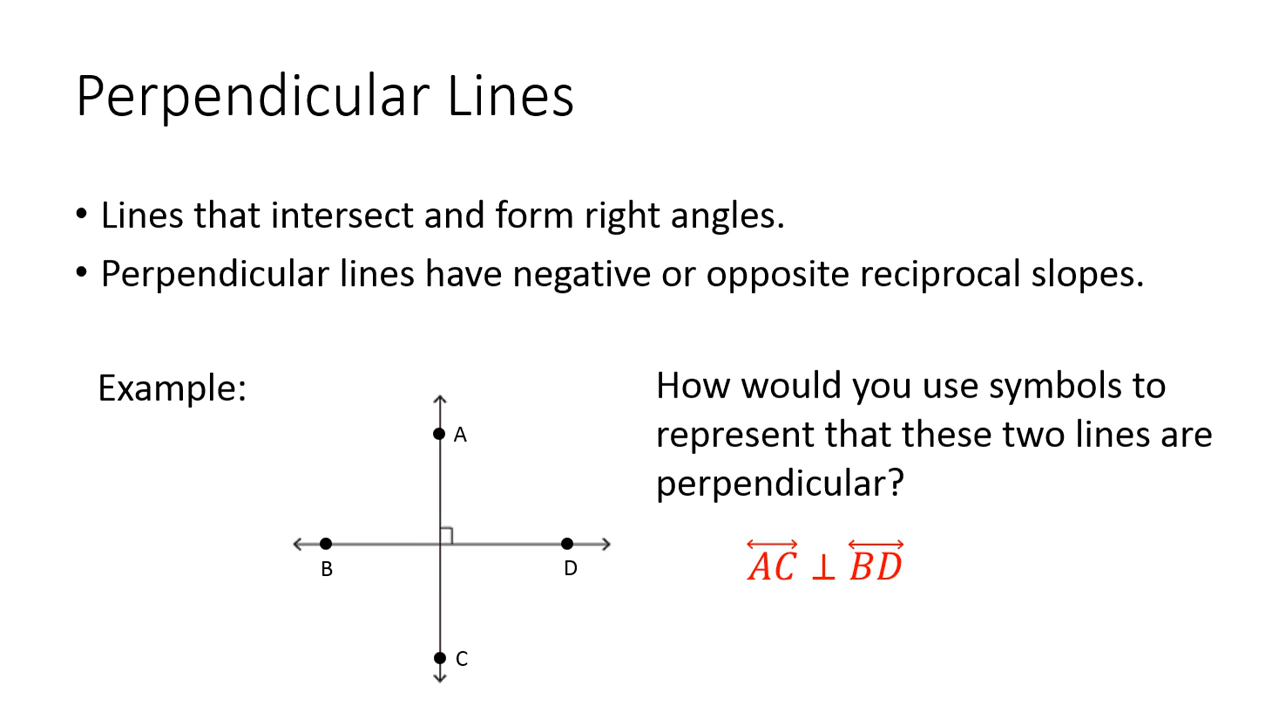 Perpendicular Lines
• Lines that intersect and form right angles.
• Perpendicular lines have negative or opposite reciprocal slopes.
Example:
A
B
D
C
How would you use symbols to
represent that these two lines are
perpendicular?
𝐴𝐶 ⊥ 𝐵𝐷